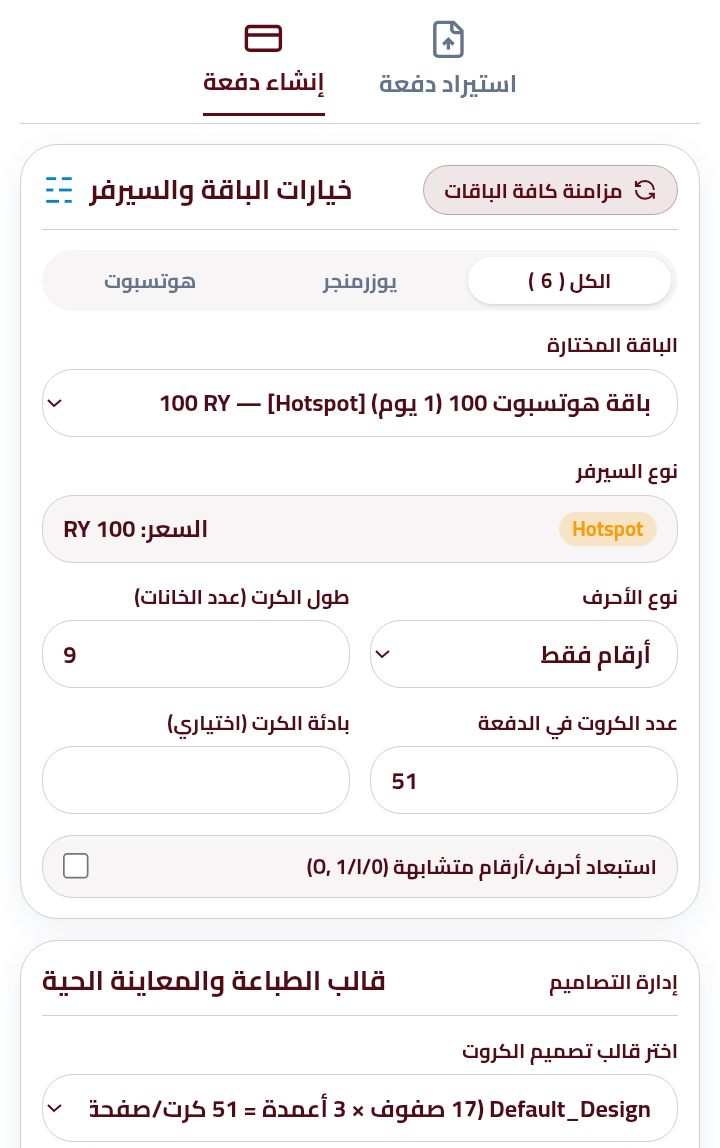 استيراد دفعة
إنشاء دفعة
مزامنة كافة الباقات
خيارات الباقة والسيرفر
الكل ( 6 )
يوزرمنجر
هوتسبوت
الباقة المختارة
باقة هوتسبوت 100 (1 يوم) [Hotspot] — 100 RY
نوع السيرفر
Hotspot
السعر: 100 RY
نوع الأحرف
طول الكرت (عدد الخانات)
أرقام فقط
9
عدد الكروت في الدفعة
بادئة الكرت (اختياري)
51
استبعاد أحرف/أرقام متشابهة (0/O, 1/I)
إدارة التصاميم
قالب الطباعة والمعاينة الحية
اختر قالب تصميم الكروت
Default_Design (17 صفوف × 3 أعمدة = 51 كرت/صفحة